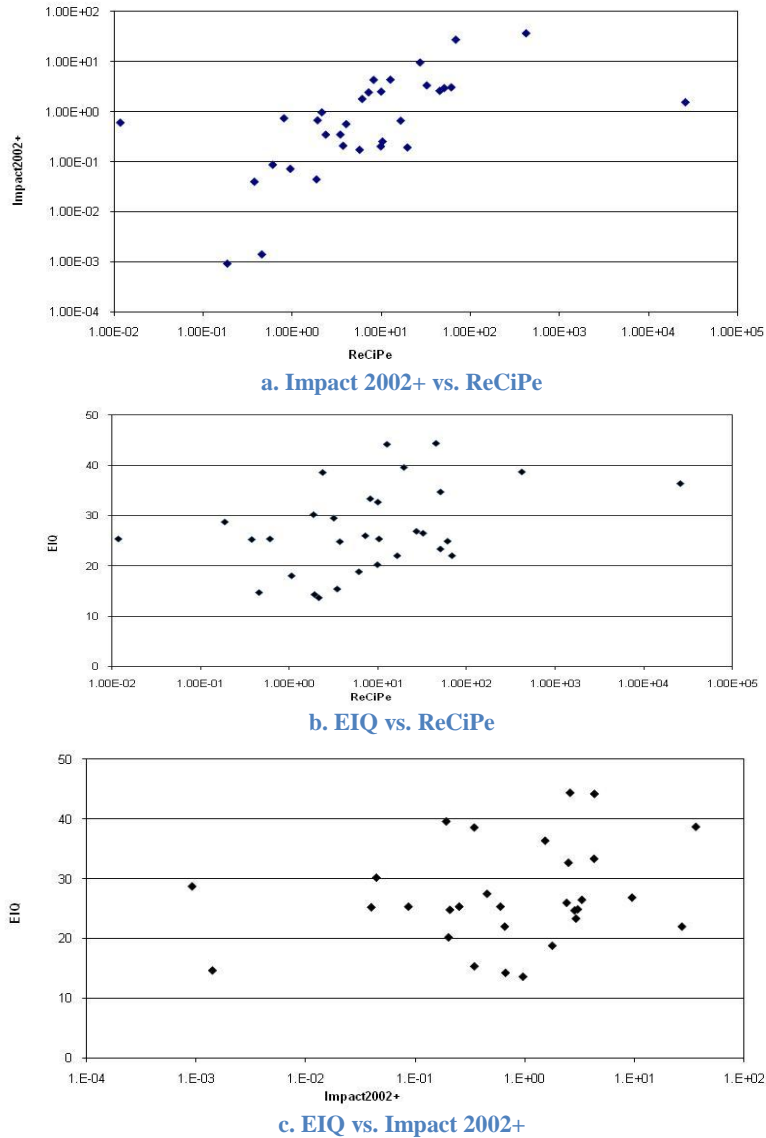 1.00E+02
1.00E+01
1.00E+00
1.00E-01
1.00E-02
1.00E-03
1.00E-04
Impact2002+
1.00E-02 1.00E-01 1.00E+00 1.00E+01 1.00E+02 1.00E+03 1.00E+04 1.00E+05
ReCiPe
a. Impact 2002+ vs. ReCiPe
50
40
30
20
10
0
EIQ
1.00E-02 1.00E-01 1.00E+00 1.00E+01 1.00E+02 1.00E+03 1.00E+04 1.00E+05
ReCiPe
b. EIQ vs. ReCiPe
50
40
30
20
10
0
EIQ
1.E-04 1.E-03 1.E-02 1.E-01 1.E+00 1.E+01 1.E+02
Impact2002+
c. EIQ vs. Impact 2002+